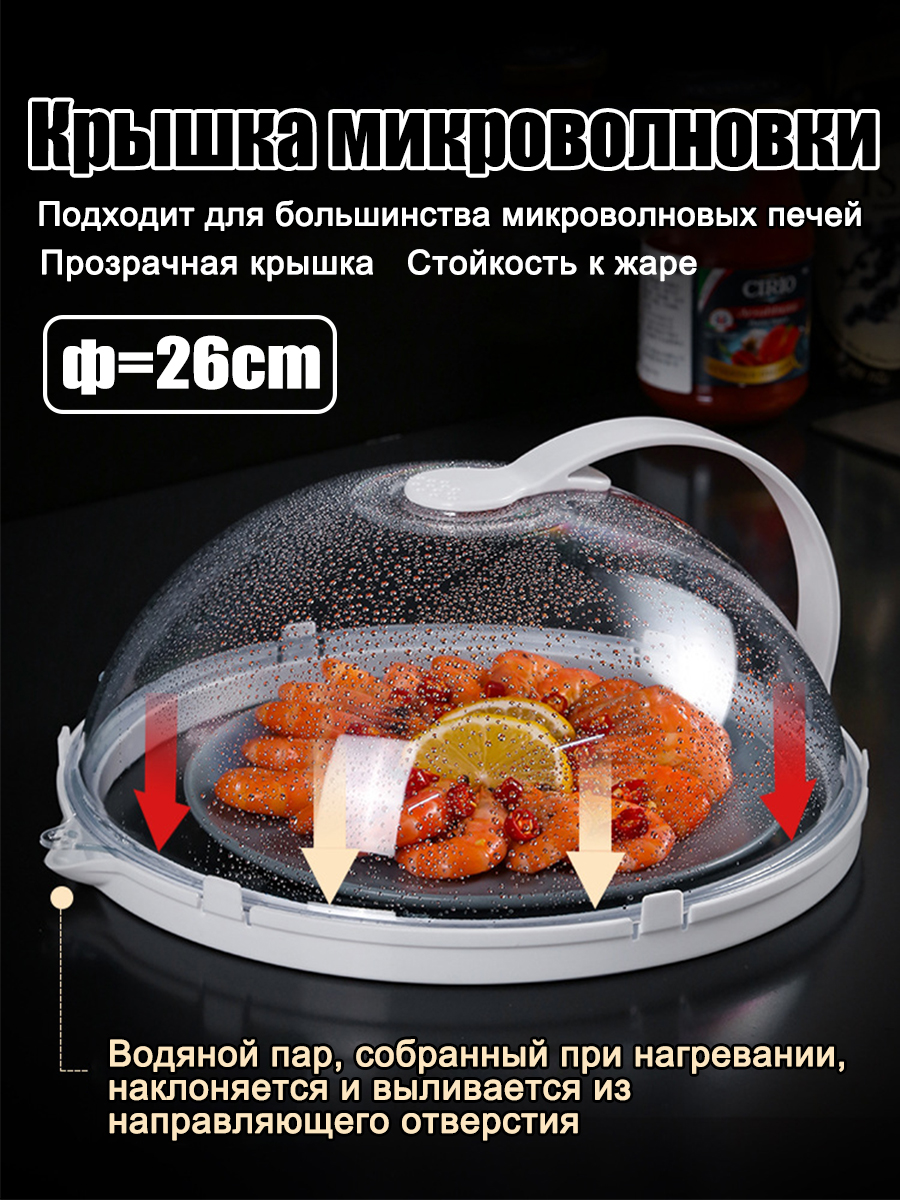 Крышка микроволновки
Подходит для большинства микроволновых печей
Прозрачная крышка Стойкость к жаре
CIRIO
ф=26cm
Водяной пар, собранный при нагревании,
наклоняется и выливается из
направляющего отверстия